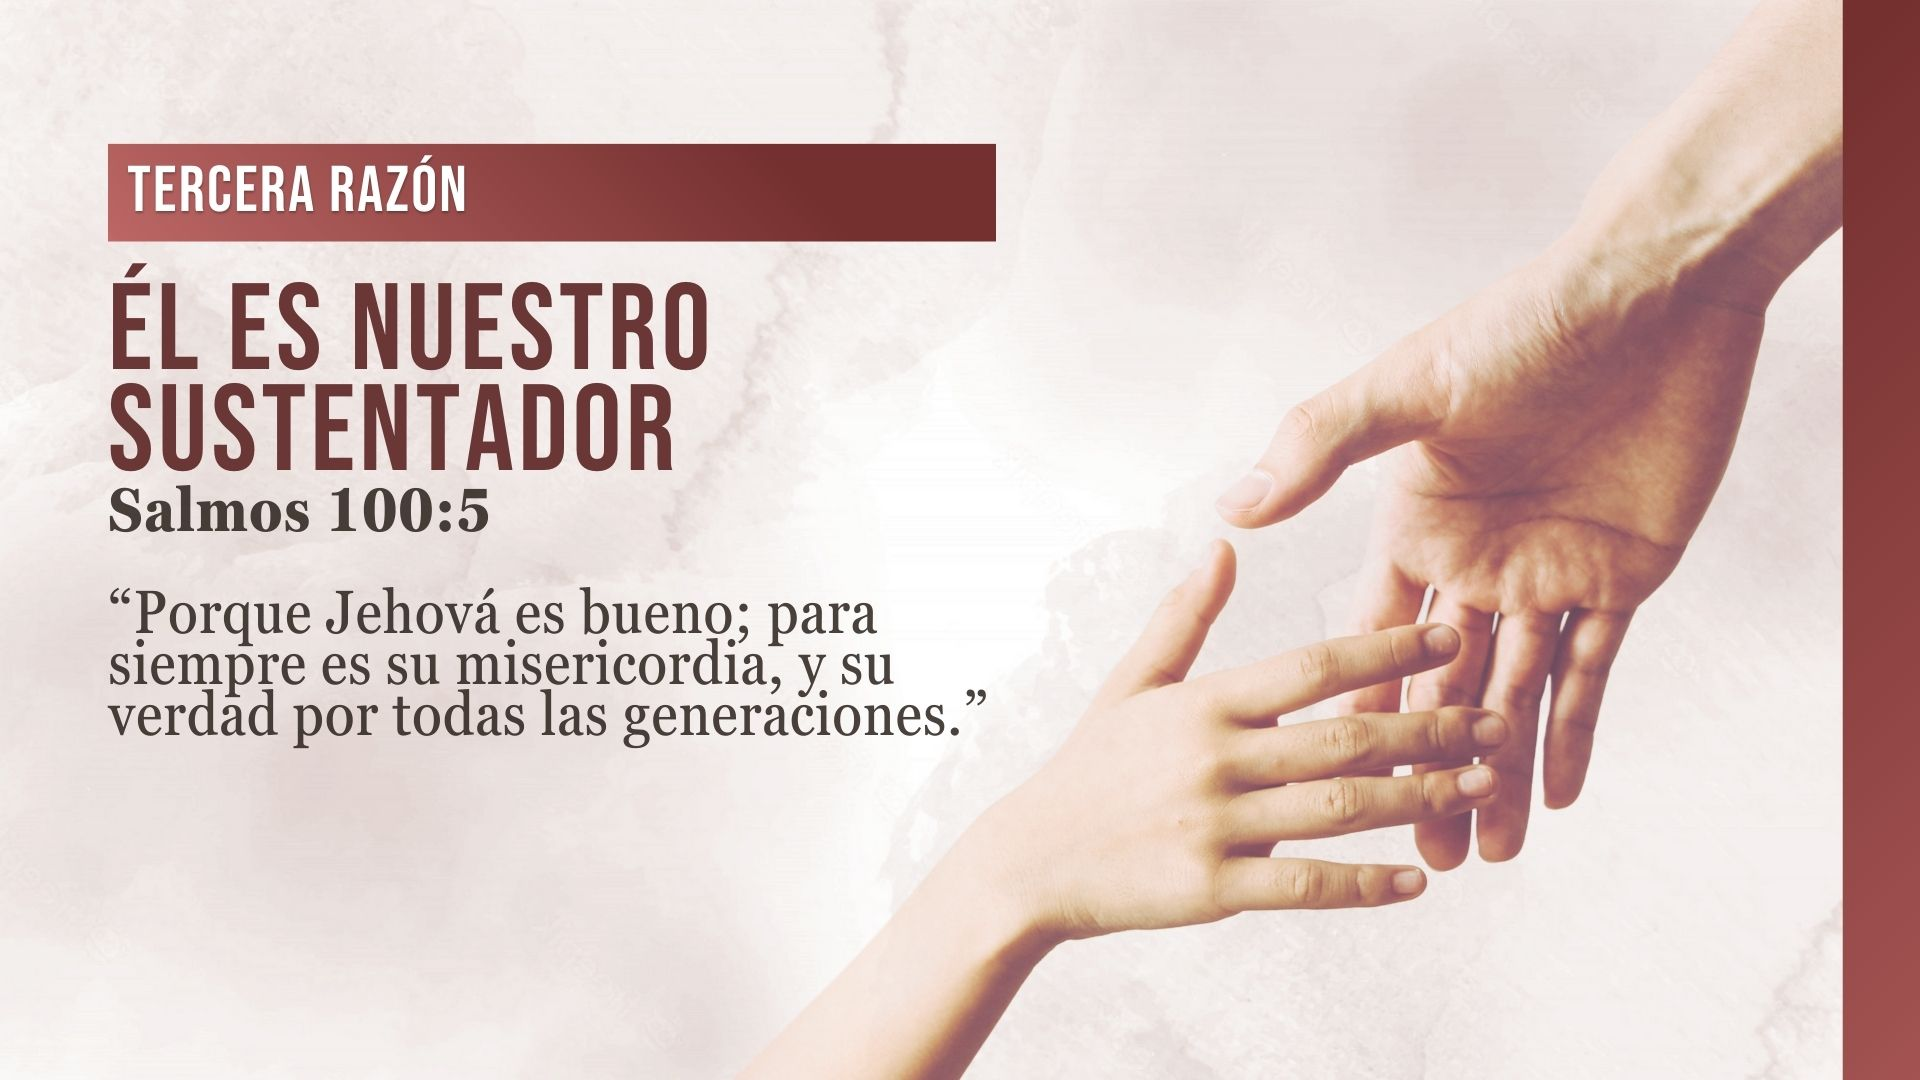 TERCERA RAZÓN
ÉL ES NUESTRO
SUSTENTADOR
Salmos 100:5
“Porque Jehová es bueno; para
siempre es su misericordia, y su
verdad por todas las generaciones.”